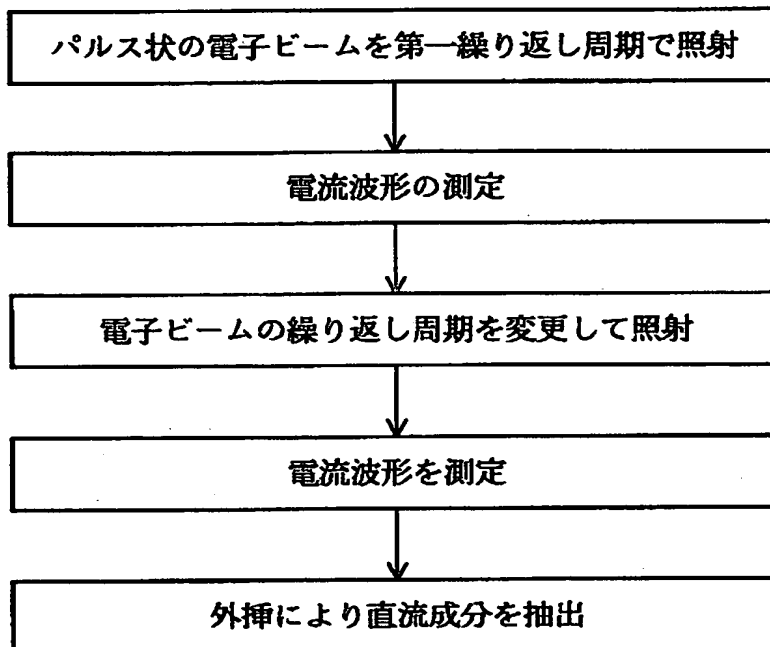 パルス状の電子ビームを第一繰り返し周期で照射
電流波形の測定
電子ビームの繰り返し周期を変更して照射
電流波形を測定
外挿により直流成分を抽出